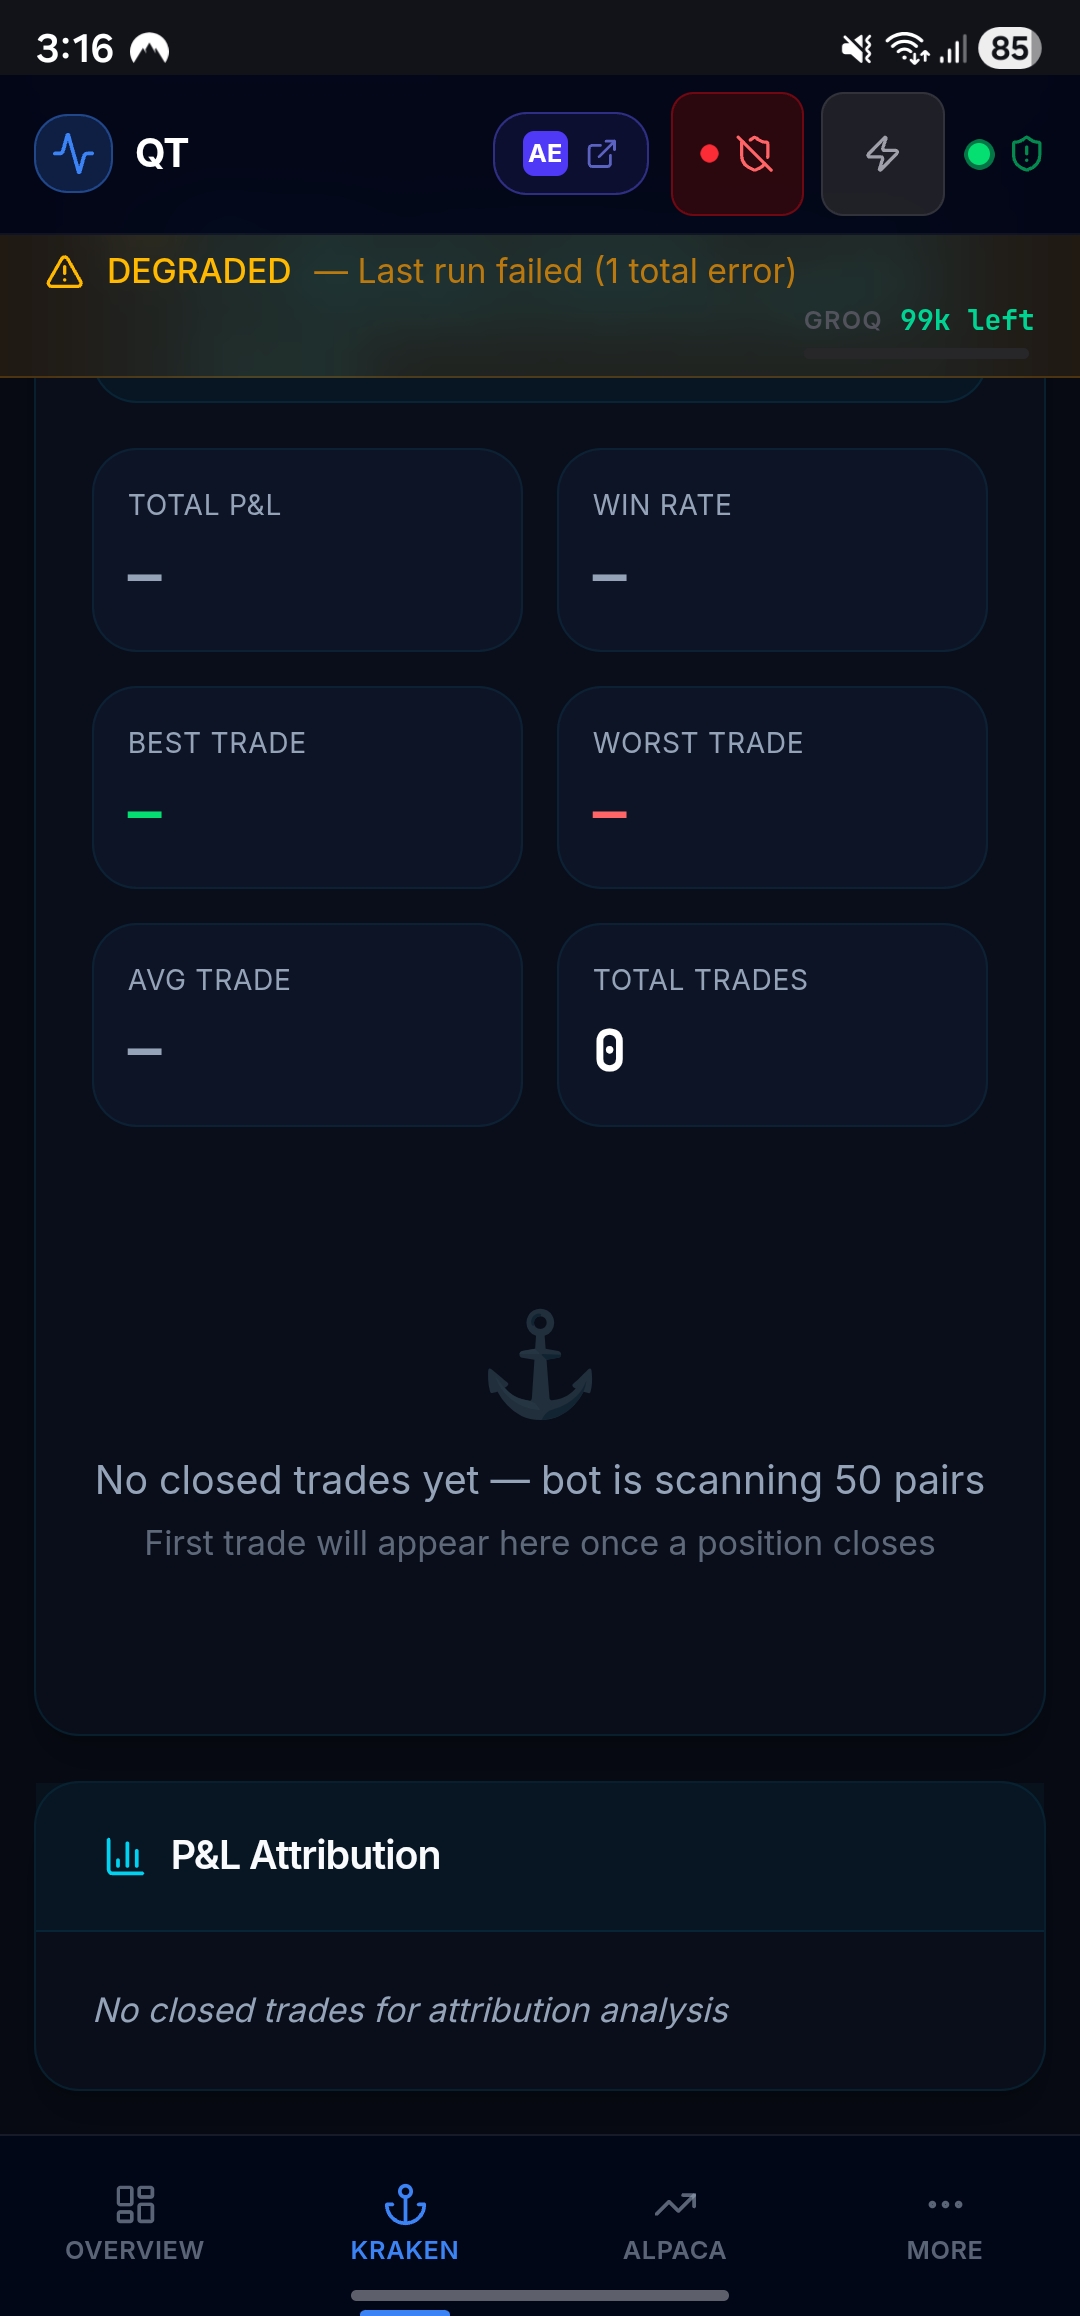 3:16
85
QT
AE
DEGRADED — Last run failed (1 total error)
GROQ 99k left
TOTAL P&L
—
WIN RATE
—
BEST TRADE
—
WORST TRADE
—
AVG TRADE
—
TOTAL TRADES
0
No closed trades yet — bot is scanning 50 pairs
First trade will appear here once a position closes
P&L Attribution
No closed trades for attribution analysis
OVERVIEW
KRAKEN
ALPACA
MORE